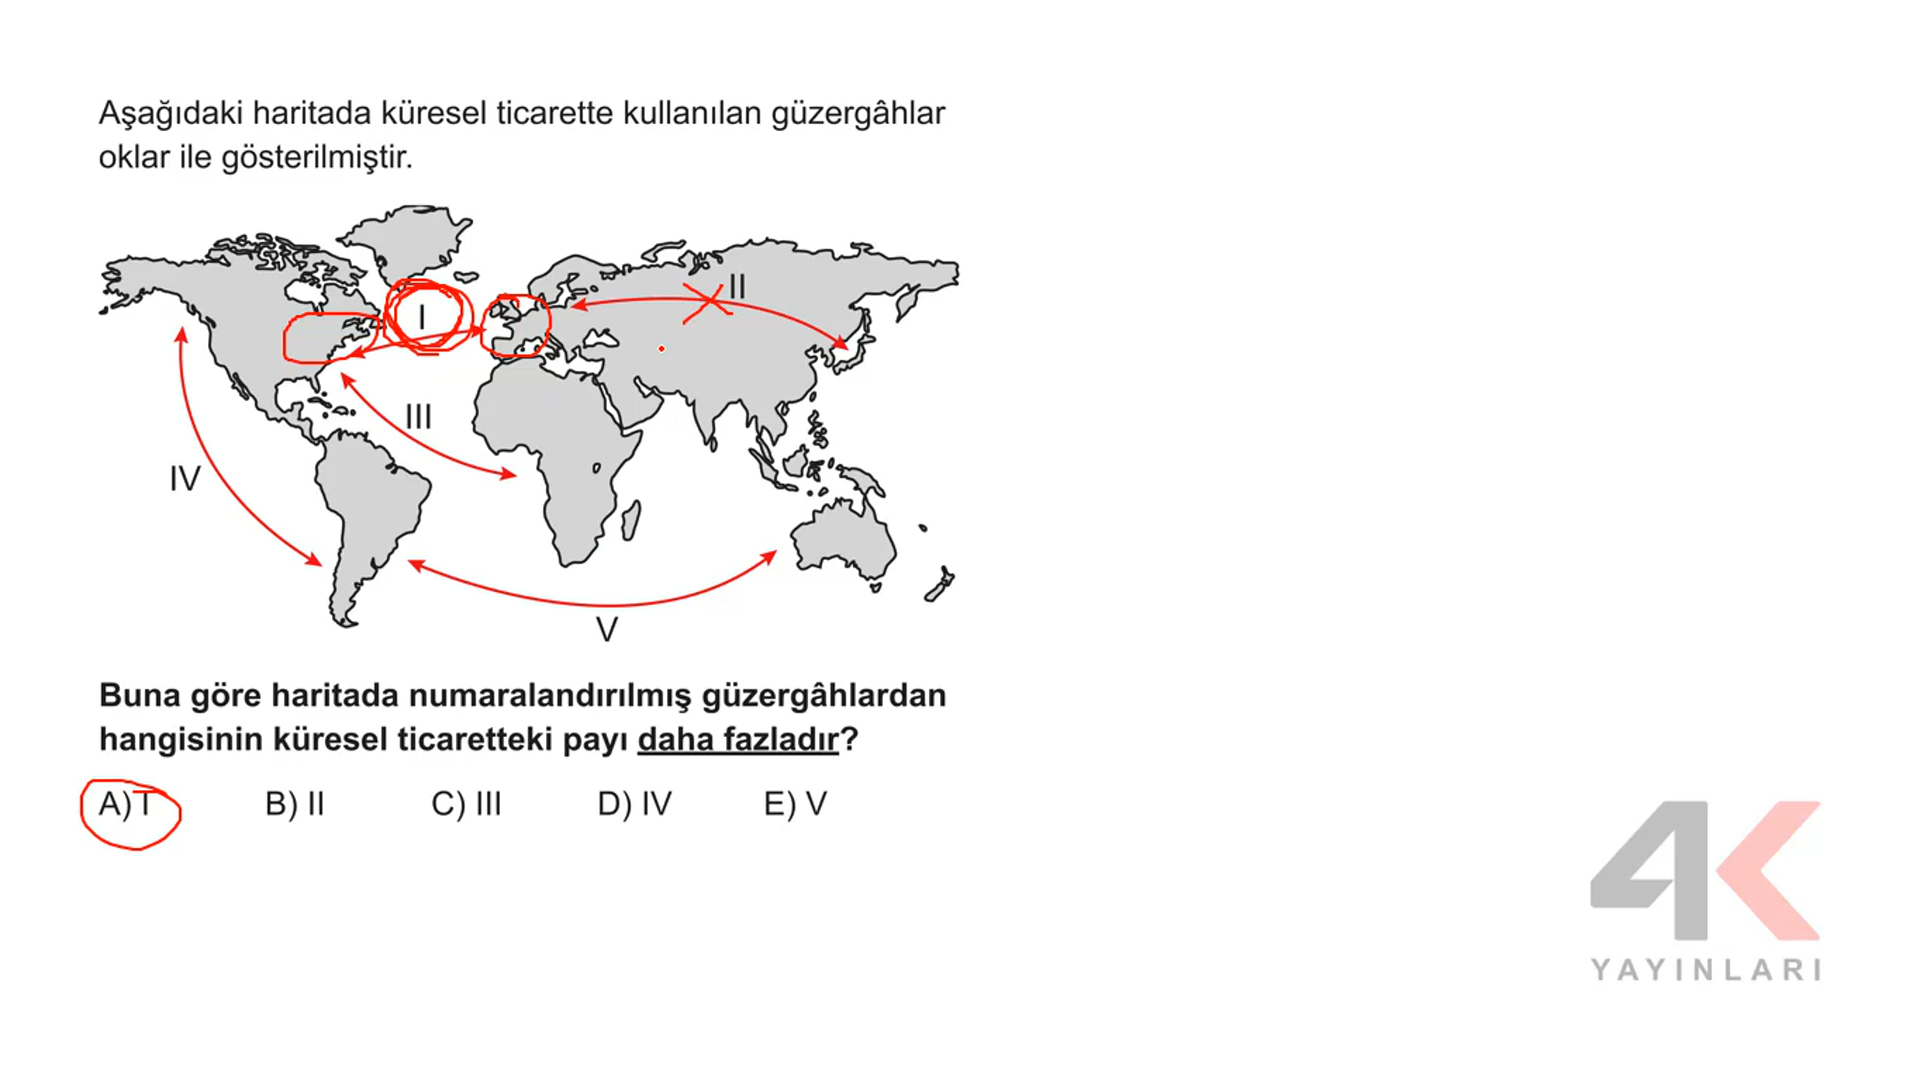 Aşağıdaki haritada küresel ticarette kullanılan güzergâhlar
oklar ile gösterilmiştir.
I
II
III
IV
V
Buna göre haritada numaralandırılmış güzergâhlardan
hangisinin küresel ticaretteki payı daha fazladır?
A) I B) II C) III D) IV E) V
4K
YAYINLARI